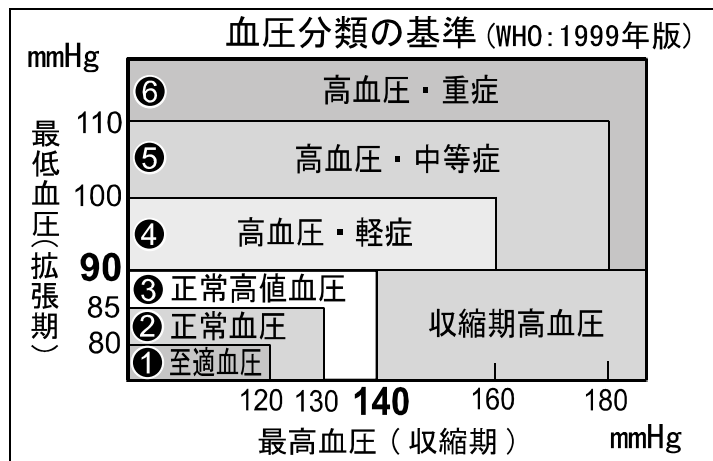 血圧分類の基準 (WHO:1999年版)
mmHg
❻ 高血圧・重症
110
❺ 高血圧・中等症
100
❹ 高血圧・軽症
90
❸ 正常高値血圧
85
❷ 正常血圧
収縮期高血圧
80
❶ 至適血圧
最低血圧(拡張期)
120 130 140 160 180
最高血圧 ( 収縮期 ) mmHg